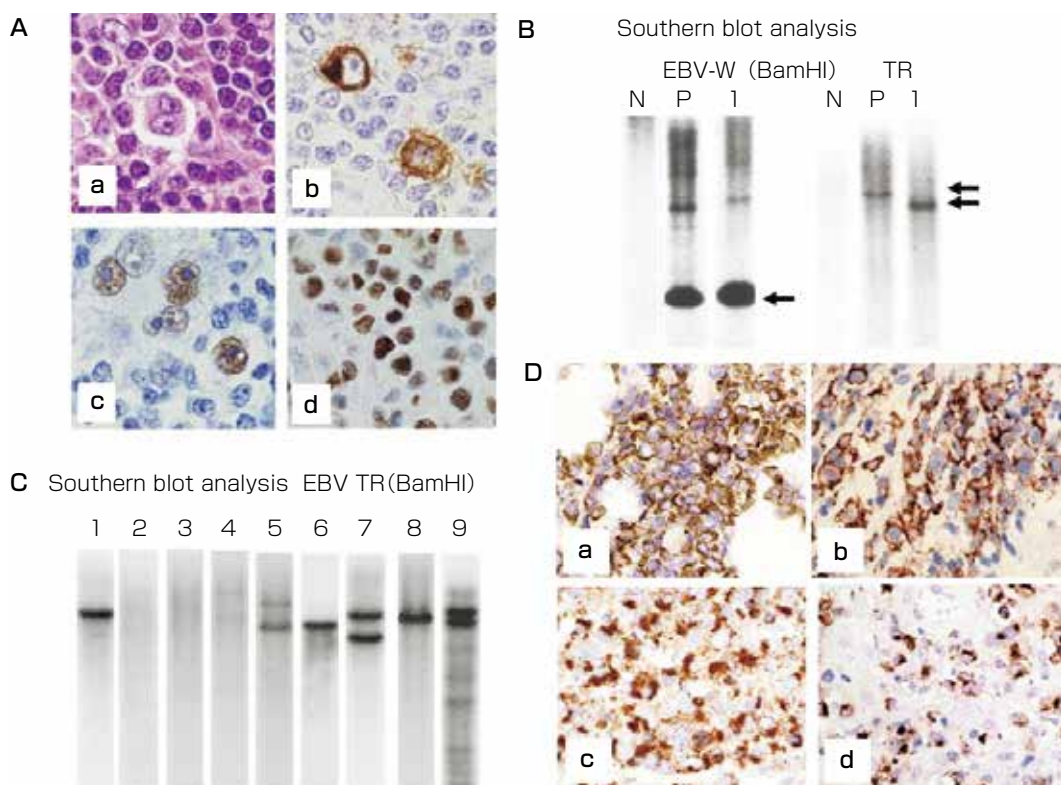 A
a
b
c
d
B Southern blot analysis
EBV-W (BamHI) TR
N P 1 N P 1
C Southern blot analysis EBV TR(BamHI)
1 2 3 4 5 6 7 8 9
D
a
b
c
d